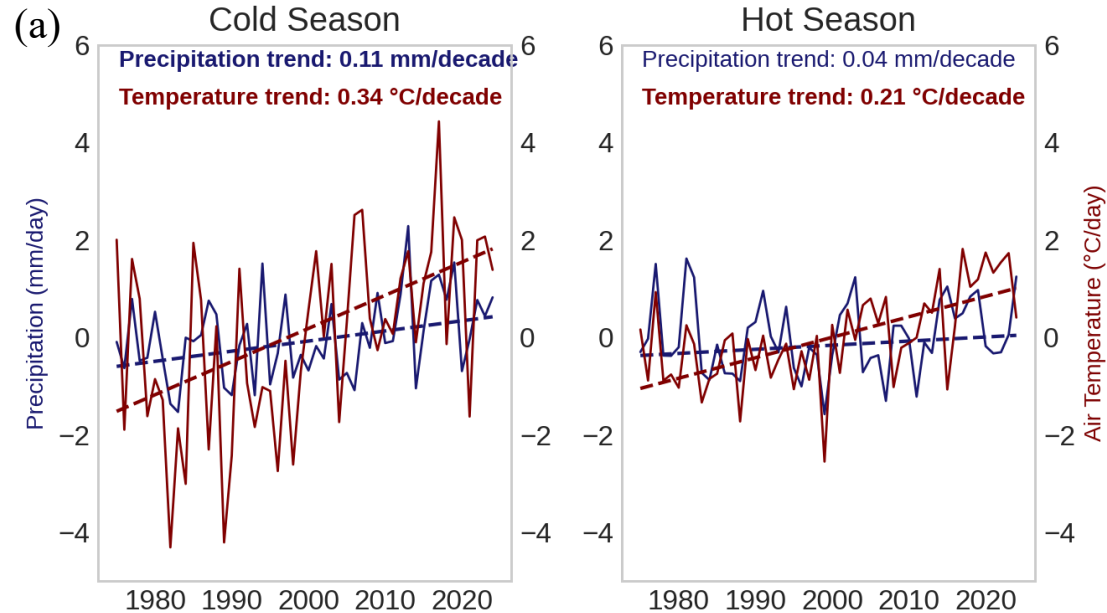 (a)
Cold Season
Hot Season
6
6
6
6
Precipitation trend: 0.11 mm/decade
Temperature trend: 0.34 °C/decade
Precipitation trend: 0.04 mm/decade
Temperature trend: 0.21 °C/decade
4
4
4
4
2
2
2
2
0
0
0
0
−2
−2
−2
−2
−4
−4
−4
−4
Precipitation (mm/day)
Air Temperature (°C/day)
1980 1990 2000 2010 2020
1980 1990 2000 2010 2020